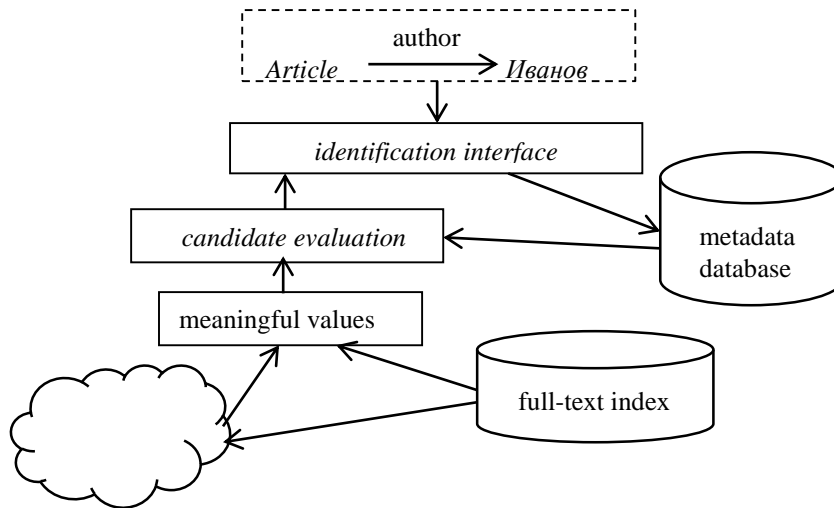 author
Article Иванов
identification interface
candidate evaluation
metadata
database
meaningful values
full-text index